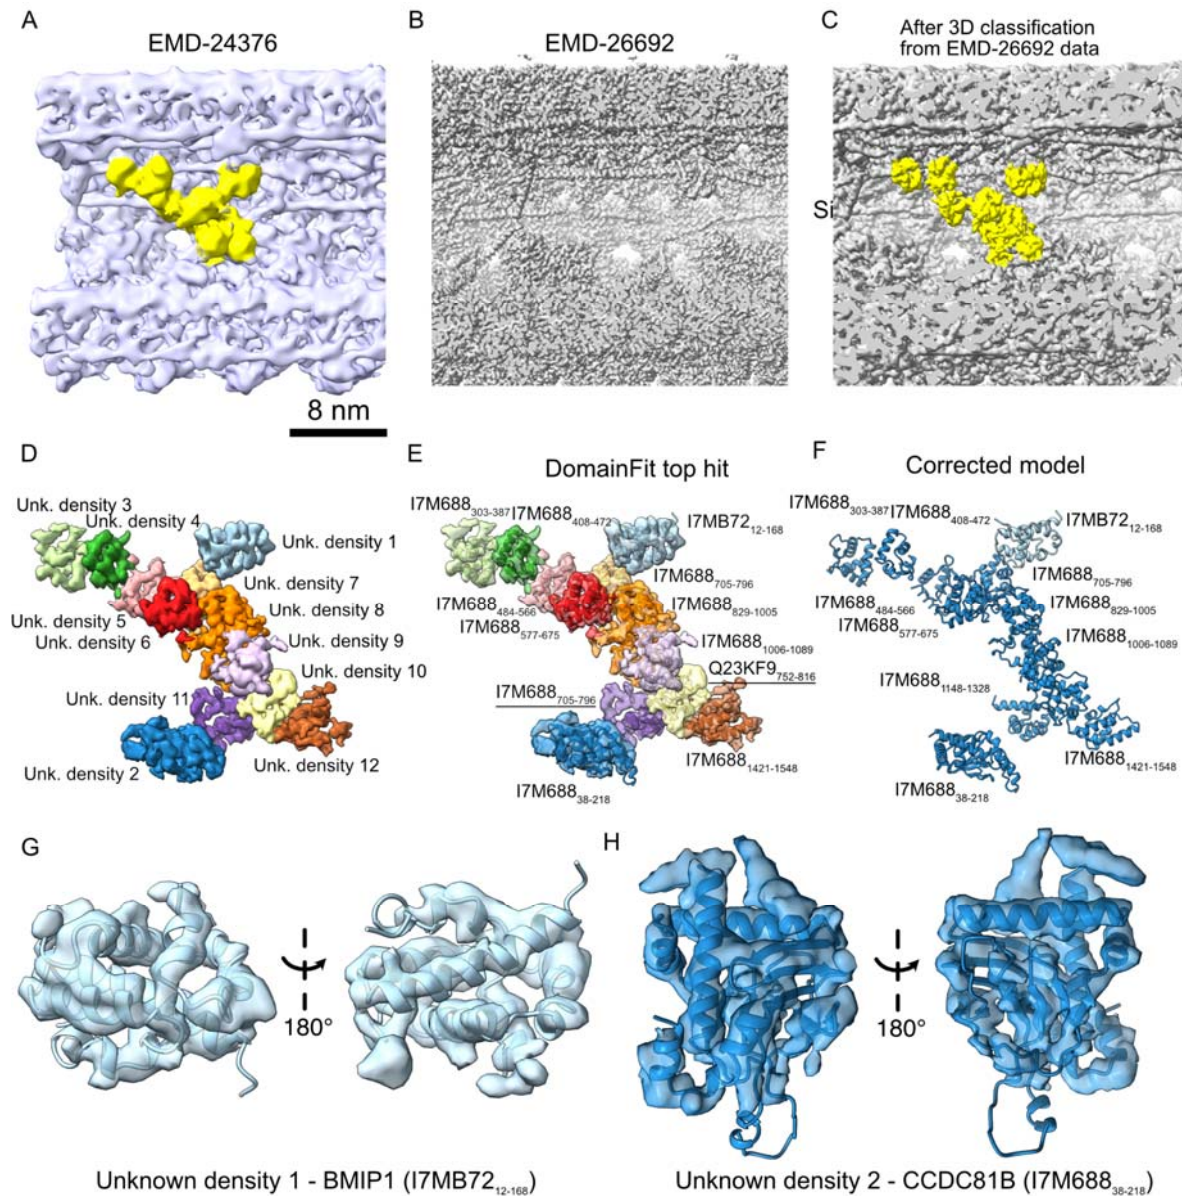 A
EMD-24376
8 nm
B
EMD-26692
C
After 3D classification
from EMD-26692 data
Si
D
Unk. density 3
Unk. density 4
Unk. density 1
Unk. density 7
Unk. density 8
Unk. density 5
Unk. density 6
Unk. density 9
Unk. density 10
Unk. density 11
Unk. density 2
Unk. density 12
E
DomainFit top hit
I7M688303-387
I7M688408-472
I7MB7212-168
I7M688705-796
I7M688484-566
I7M688829-1005
I7M688577-675
I7M6881006-1089
Q23KF9752-816
I7M688705-796
I7M6881421-1548
I7M68838-218
F
Corrected model
I7M688303-387
I7M688408-472
I7MB7212-168
I7M688705-796
I7M688484-566
I7M688829-1005
I7M688577-675
I7M6881006-1089
I7M6881148-1328
I7M6881421-1548
I7M68838-218
G
180°
Unknown density 1 - BMIP1 (I7MB7212-168)
H
180°
Unknown density 2 - CCDC81B (I7M68838-218)